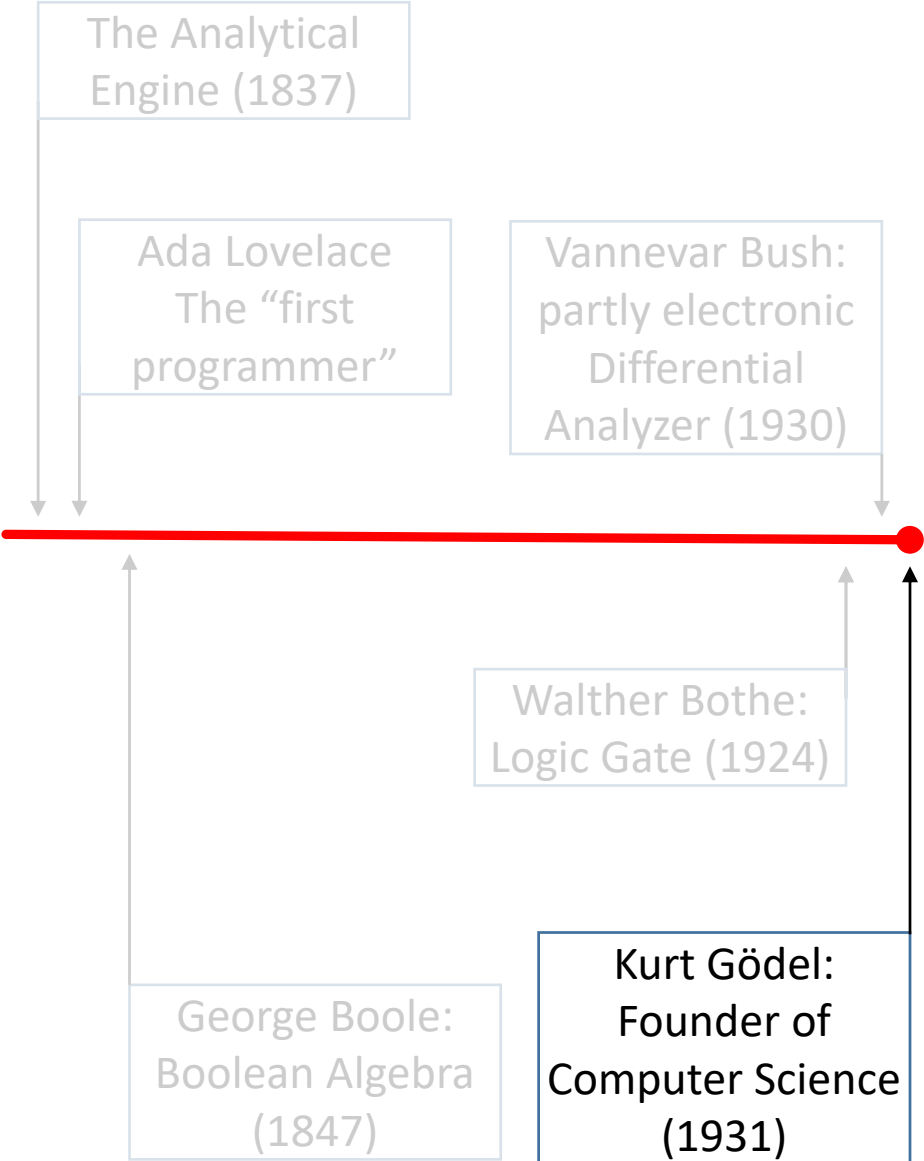 The Analytical
Engine (1837)
Ada Lovelace
The “first
programmer”
Vannevar Bush:
partly electronic
Differential
Analyzer (1930)
Walther Bothe:
Logic Gate (1924)
George Boole:
Boolean Algebra
(1847)
Kurt Gödel:
Founder of
Computer Science
(1931)